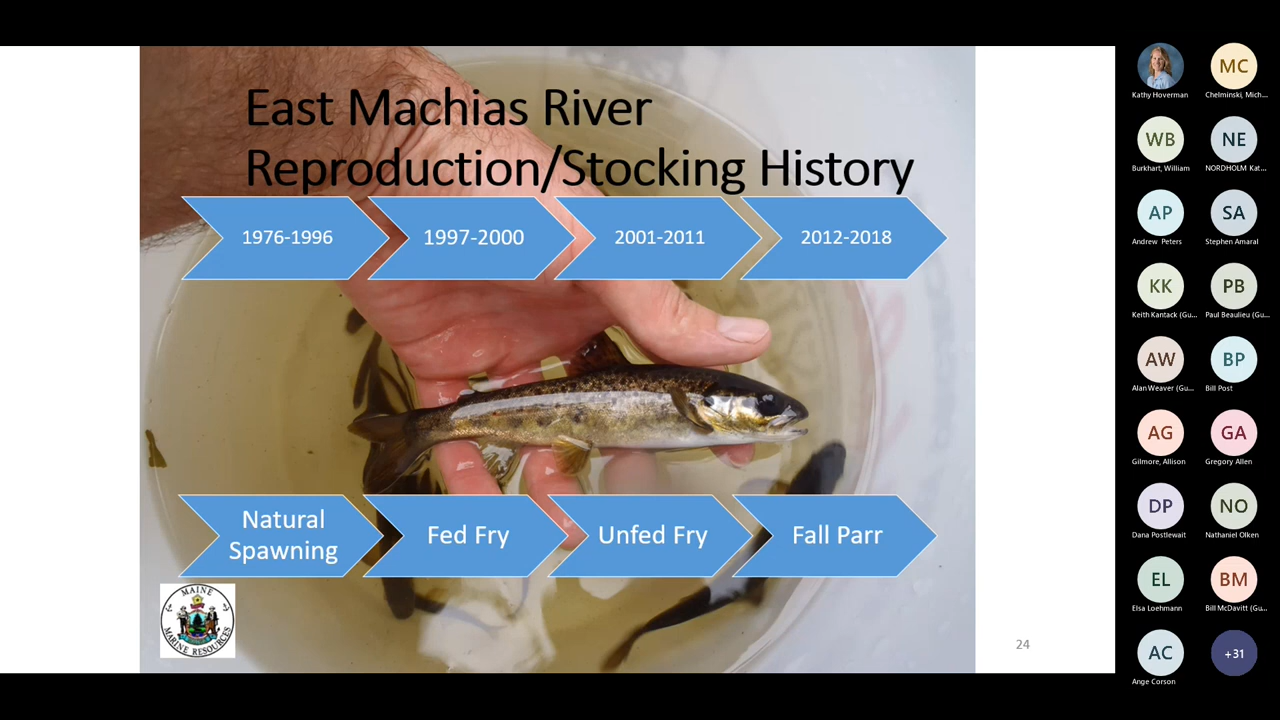 East Machias River
Reproduction/Stocking History
1976-1996
1997-2000
2001-2011
2012-2018
Natural
Spawning
Fed Fry
Unfed Fry
Fall Parr
MAINE
MARINE RESOURCES
24
Kathy Hoverman
MC
Chelminski, Mich...
WB
Burkhart, William
NE
NORDHOLM Kat...
AP
Andrew Peters
SA
Stephen Amaral
KK
Keith Kantack (Gu...
PB
Paul Beaulieu (Gu...
AW
Alan Weaver (Gu...
BP
Bill Post
AG
Gilmore, Allison
GA
Gregory Allen
DP
Dana Postlewait
NO
Nathaniel Olken
EL
Elsa Loehmann
BM
Bill McDavitt (Gu...
AC
Ange Corson
+31